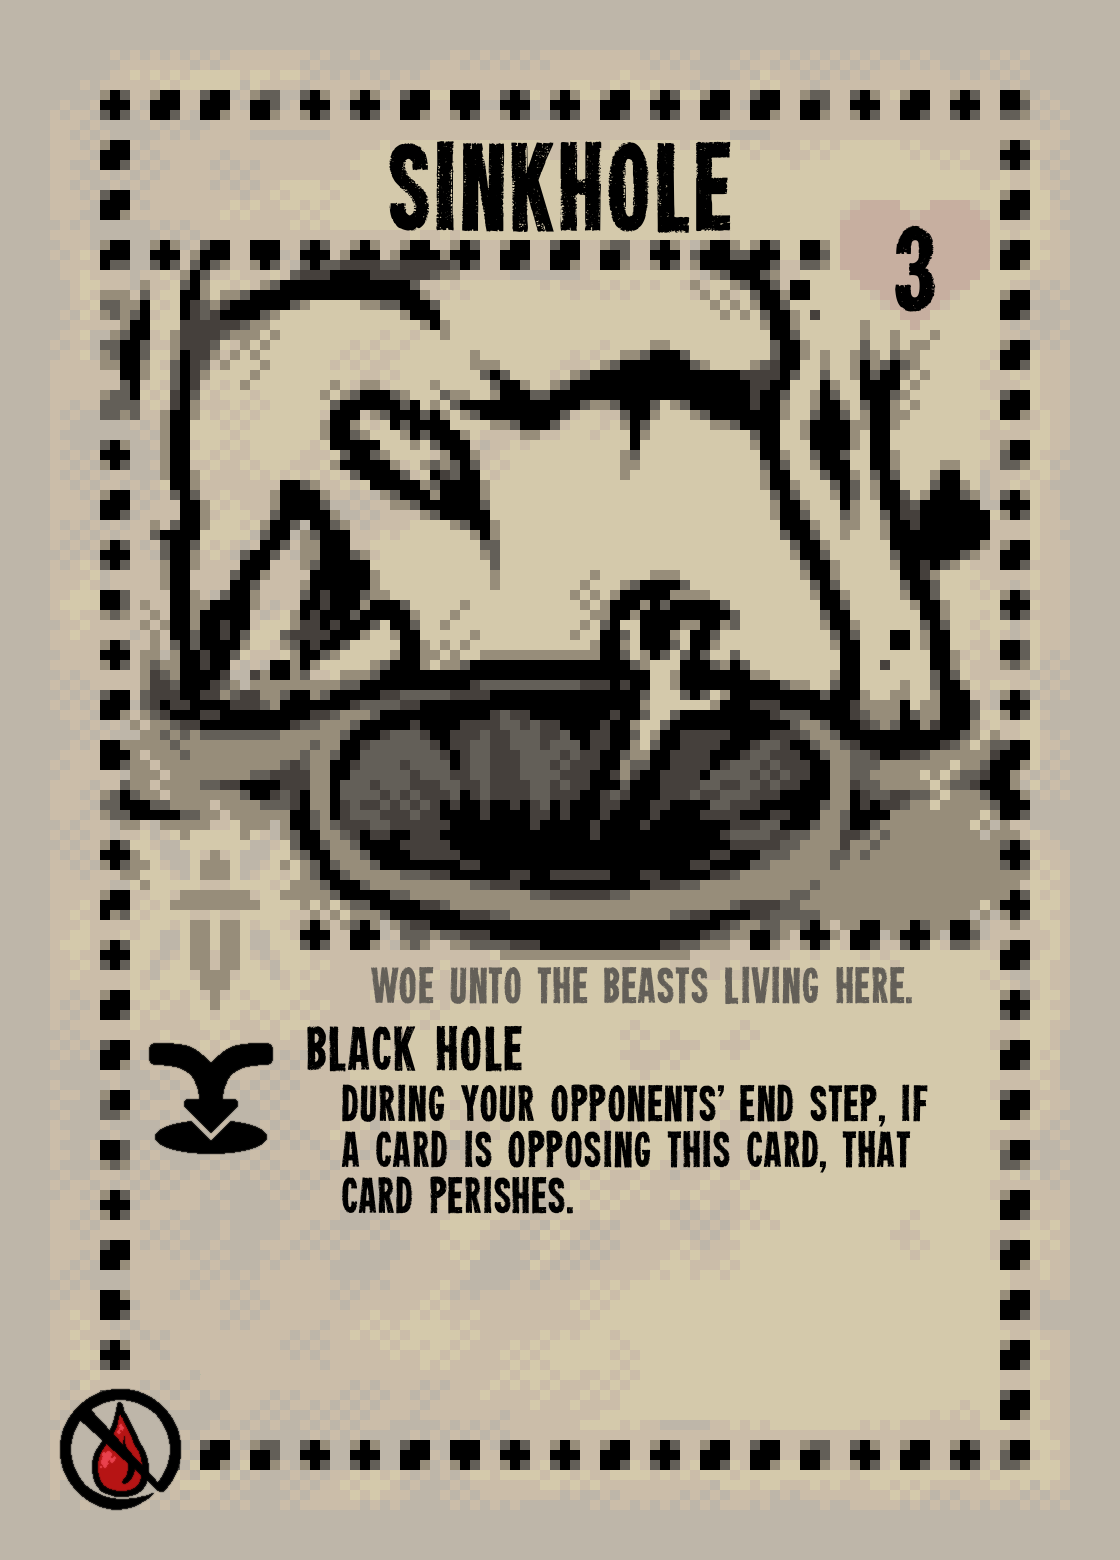 SINKHOLE
3
WOE UNTO THE BEASTS LIVING HERE.
BLACK HOLE
DURING YOUR OPPONENTS' END STEP, IF
A CARD IS OPPOSING THIS CARD, THAT
CARD PERISHES.